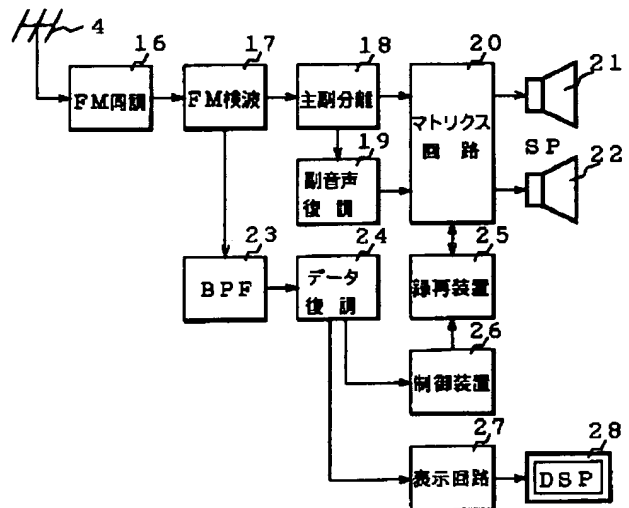 4
16
FM同調
17
FM検波
18
主副分離
20
マトリクス
回路
21
SP
22
19
副音声
復調
23
BPF
24
データ
復調
25
録再装置
26
制御装置
27
表示回路
28
DSP